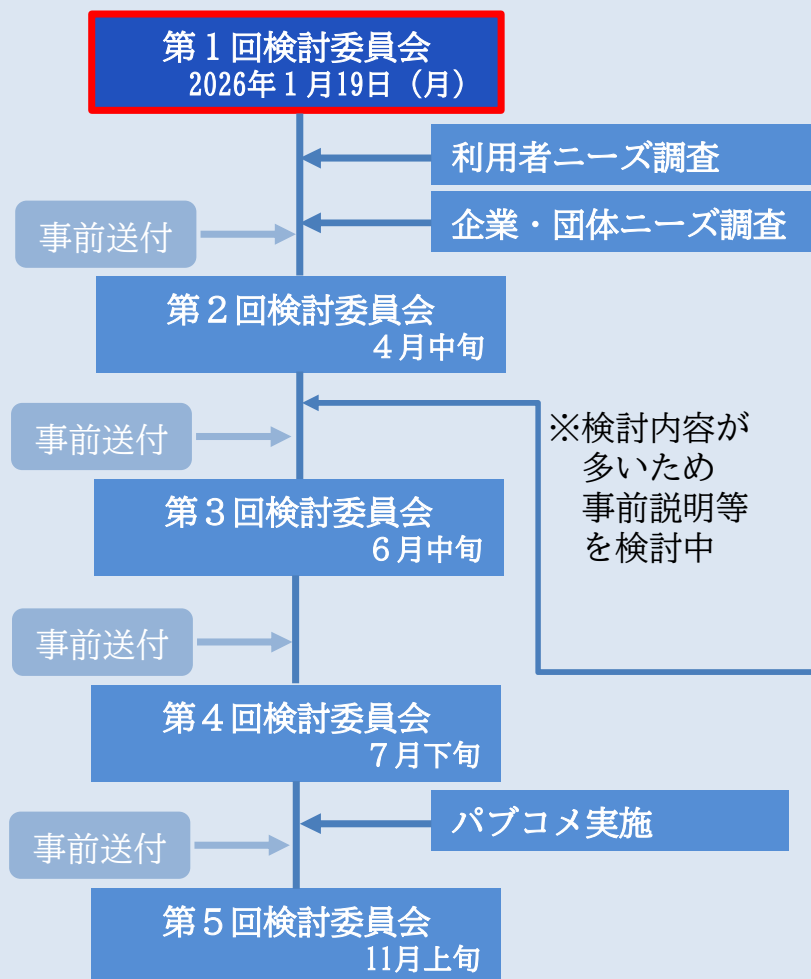 第１回検討委員会
2026年１月19日（月）
利用者ニーズ調査
企業・団体ニーズ調査
事前送付
第２回検討委員会
４月中旬
事前送付
※検討内容が
多いため
事前説明等
を検討中
第３回検討委員会
６月中旬
事前送付
第４回検討委員会
７月下旬
パブコメ実施
事前送付
第５回検討委員会
11月上旬